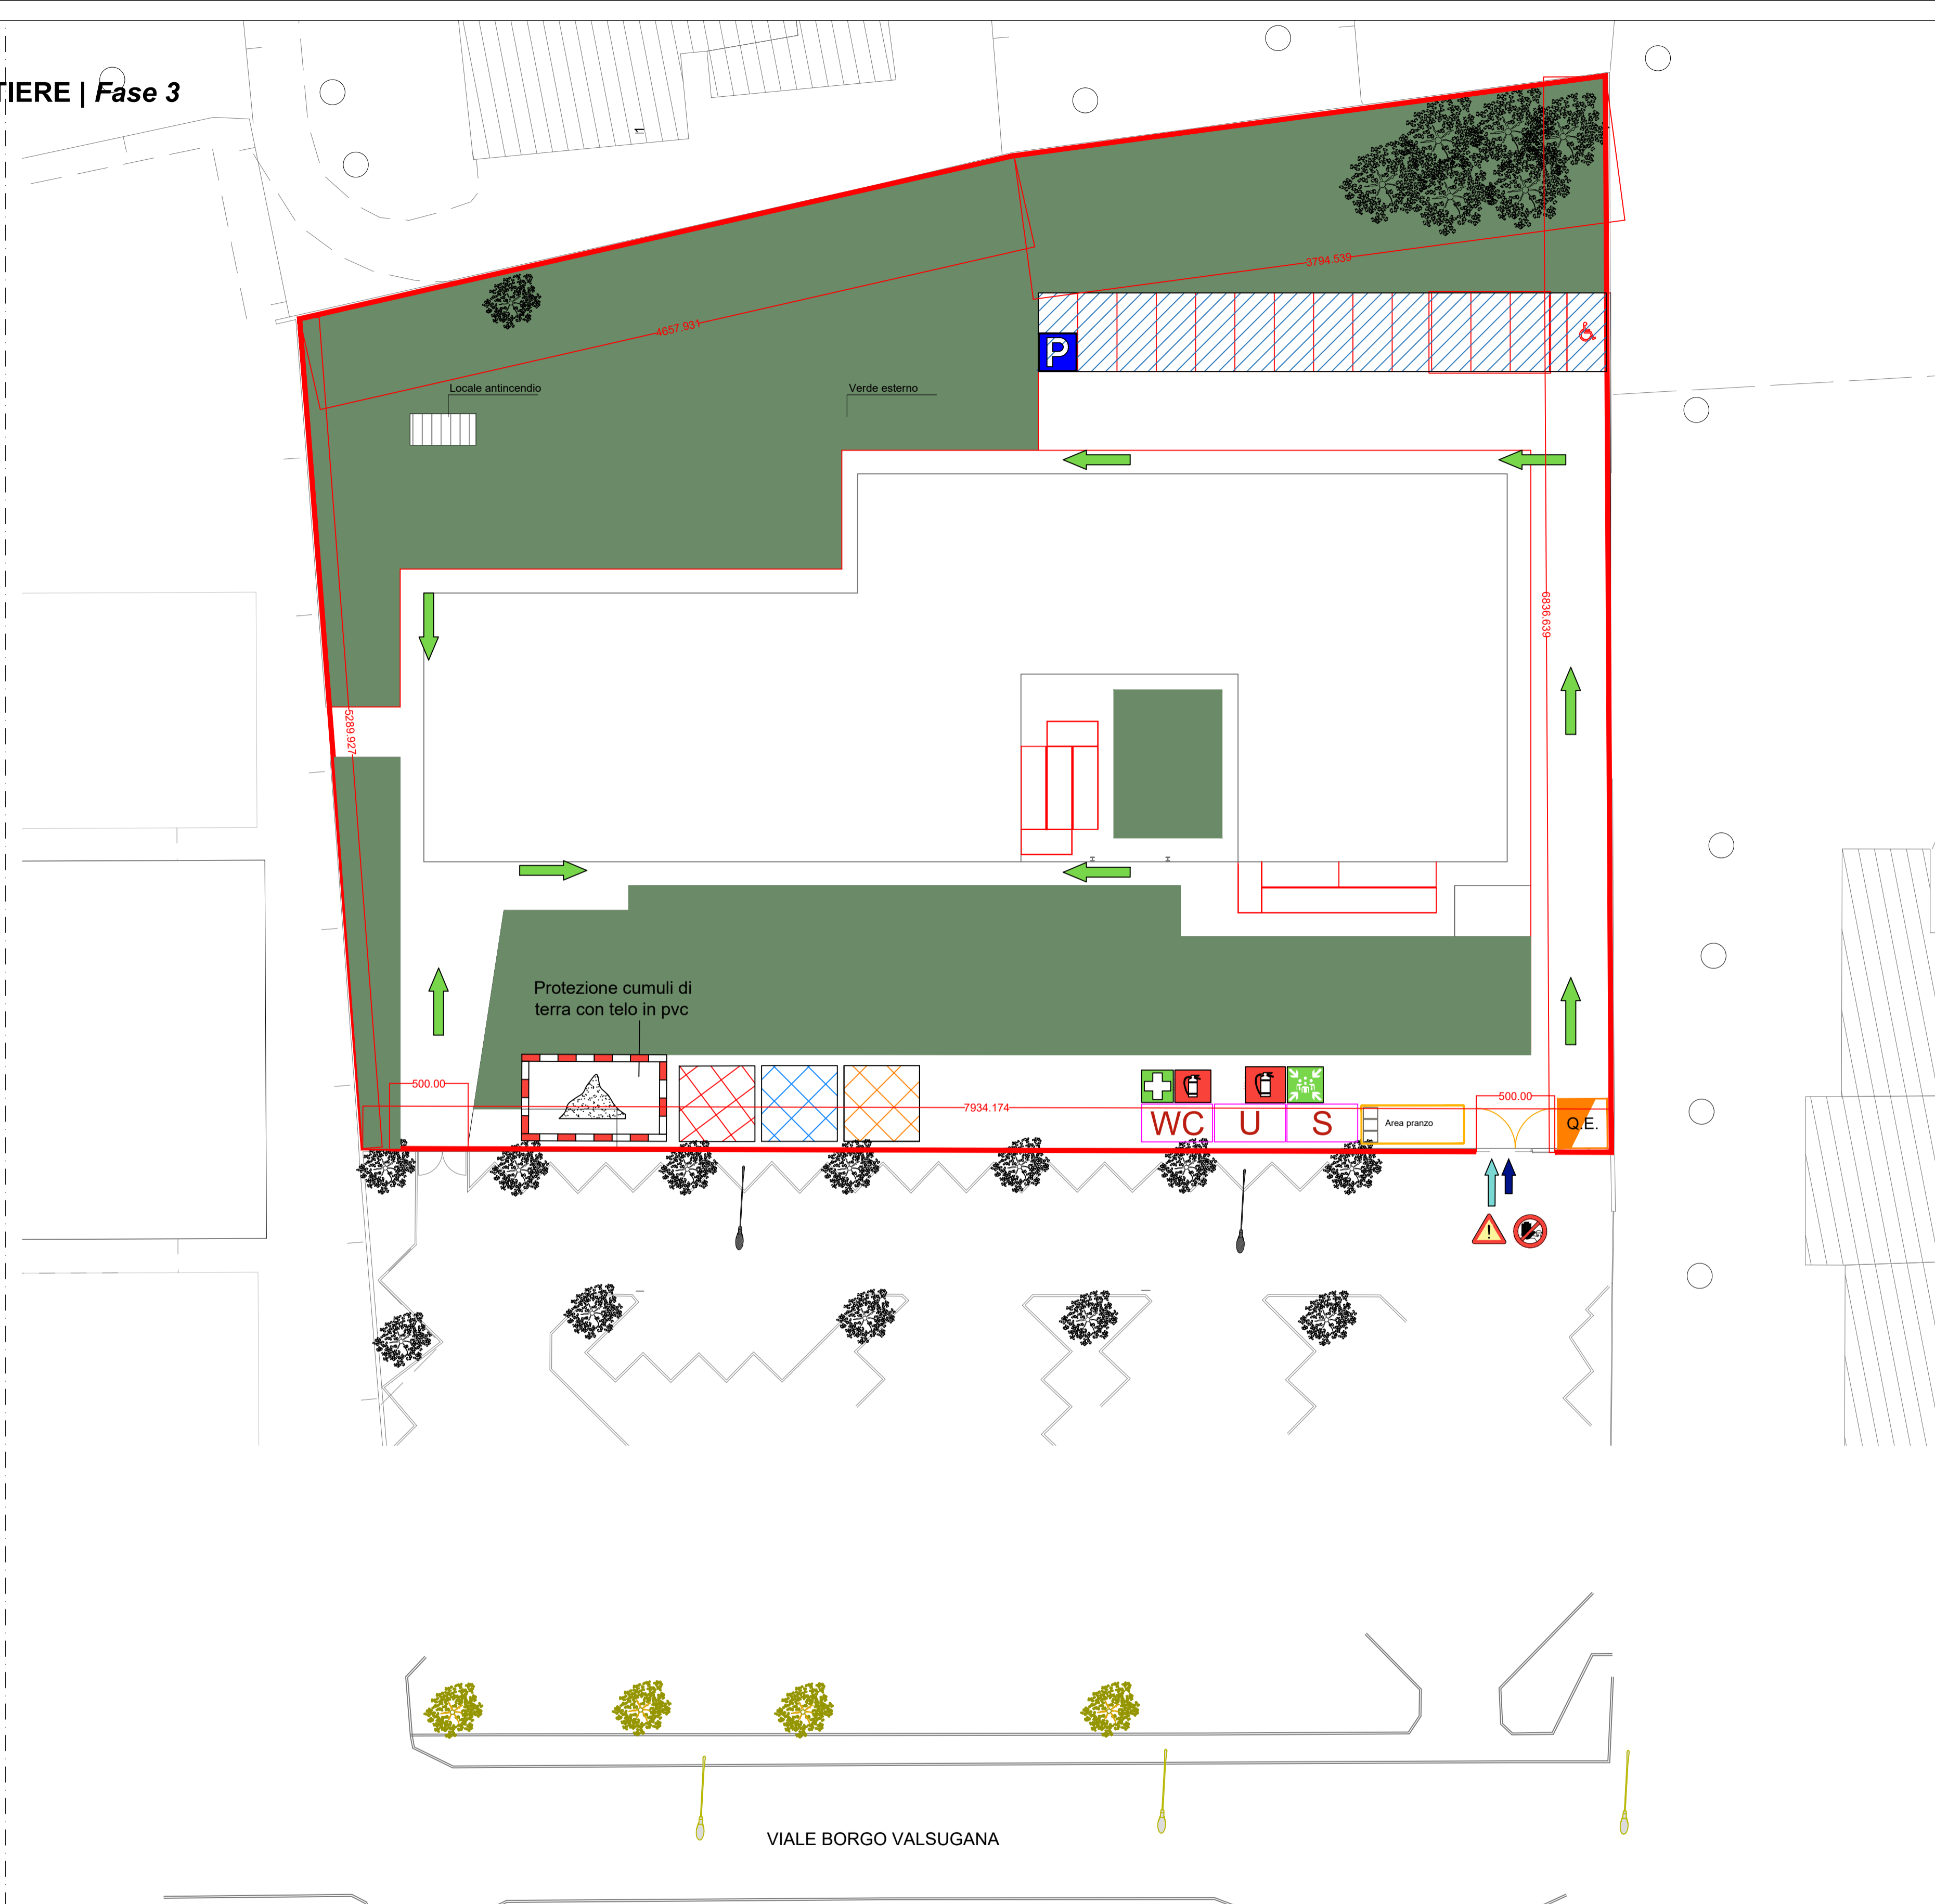 TIERE | Fase 3
1
3794.539
4657.931
P
Locale antincendio
Verde esterno
6836.639
5289.927
Protezione cumuli di
terra con telo in pvc
500.00
7934.174
500.00
WC
U
S
Area pranzo
Q.E.
VIALE BORGO VALSUGANA